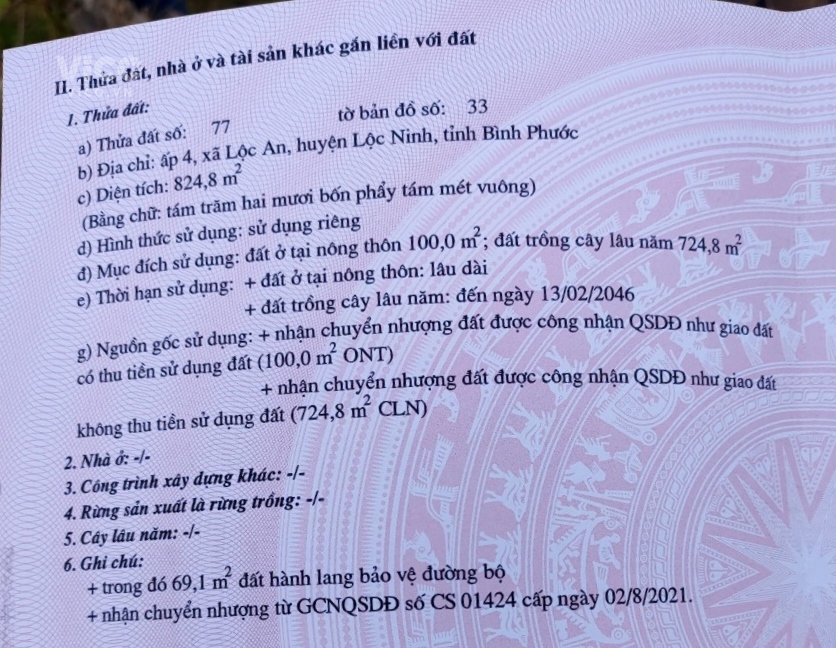 II. Thửa đất, nhà ở và tài sản khác gắn liền với đất
1. Thửa đất:
a) Thửa đất số: 77 tờ bản đồ số: 33
b) Địa chỉ: ấp 4, xã Lộc An, huyện Lộc Ninh, tỉnh Bình Phước
c) Diện tích: 824,8 m²
(Bằng chữ: tám trăm hai mươi bốn phẩy tám mét vuông)
d) Hình thức sử dụng: sử dụng riêng
đ) Mục đích sử dụng: đất ở tại nông thôn 100,0 m²; đất trồng cây lâu năm 724,8 m²
e) Thời hạn sử dụng: + đất ở tại nông thôn: lâu dài
+ đất trồng cây lâu năm: đến ngày 13/02/2046
g) Nguồn gốc sử dụng: + nhận chuyển nhượng đất được công nhận QSDĐ như giao đất
có thu tiền sử dụng đất (100,0 m² ONT)
+ nhận chuyển nhượng đất được công nhận QSDĐ như giao đất
không thu tiền sử dụng đất (724,8 m² CLN)
2. Nhà ở: -/-
3. Công trình xây dựng khác: -/-
4. Rừng sản xuất là rừng trồng: -/-
5. Cây lâu năm: -/-
6. Ghi chú:
+ trong đó 69,1 m² đất hành lang bảo vệ đường bộ
+ nhận chuyển nhượng từ GCNQSDĐ số CS 01424 cấp ngày 02/8/2021.